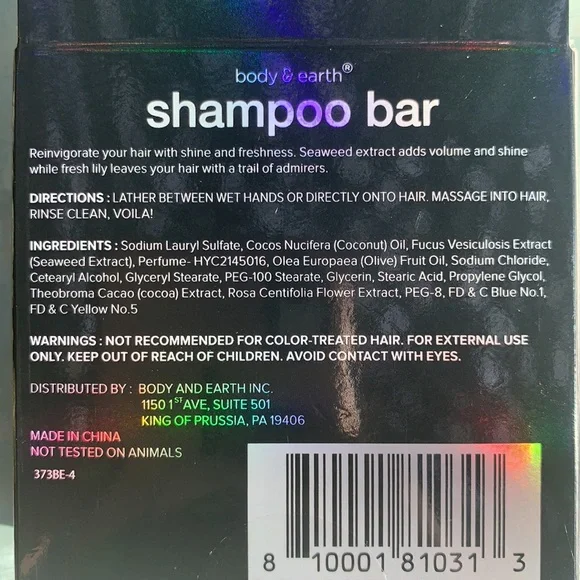 body & earth®
shampoo bar
Reinvigorate your hair with shine and freshness. Seaweed extract adds volume and shine
while fresh lily leaves your hair with a trail of admirers.
DIRECTIONS : LATHER BETWEEN WET HANDS OR DIRECTLY ONTO HAIR. MASSAGE INTO HAIR,
RINSE CLEAN, VOILA!
INGREDIENTS : Sodium Lauryl Sulfate, Cocos Nucifera (Coconut) Oil, Fucus Vesiculosis Extract
(Seaweed Extract), Perfume- HYC2145016, Olea Europaea (Olive) Fruit Oil, Sodium Chloride,
Cetearyl Alcohol, Glyceryl Stearate, PEG-100 Stearate, Glycerin, Stearic Acid, Propylene Glycol,
Theobroma Cacao (cocoa) Extract, Rosa Centifolia Flower Extract, PEG-8, FD & C Blue No.1,
FD & C Yellow No.5
WARNINGS : NOT RECOMMENDED FOR COLOR-TREATED HAIR. FOR EXTERNAL USE
ONLY. KEEP OUT OF REACH OF CHILDREN. AVOID CONTACT WITH EYES.
DISTRIBUTED BY : BODY AND EARTH INC.
1150 1ST AVE, SUITE 501
KING OF PRUSSIA, PA 19406
MADE IN CHINA
NOT TESTED ON ANIMALS
373BE-4
8 10001 81031 3